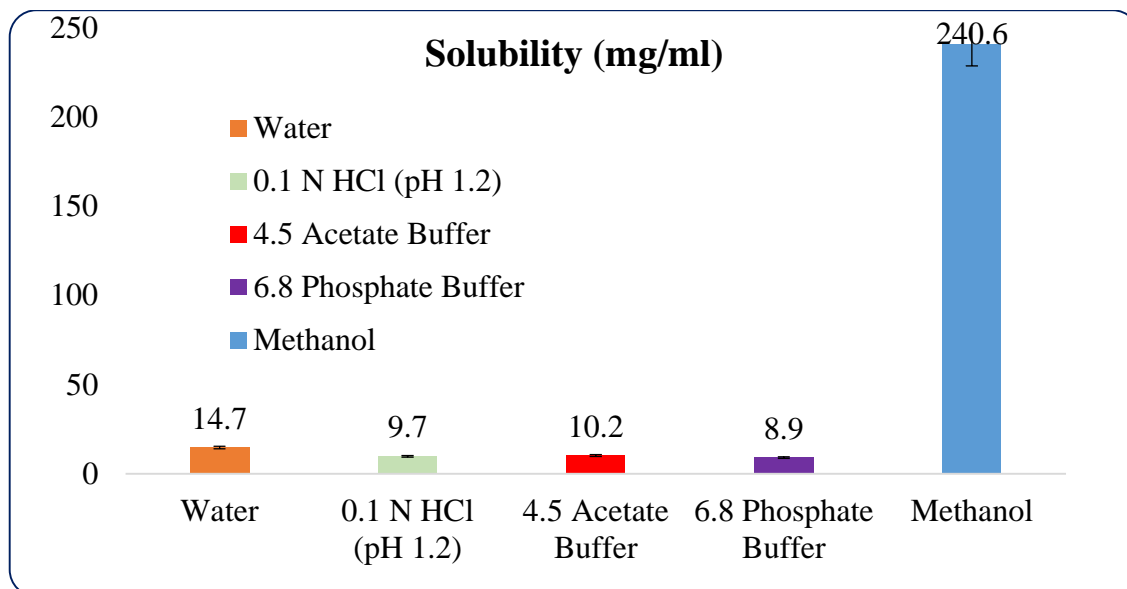 Solubility (mg/ml)
250
200
150
100
50
0
Water
0.1 N HCl (pH 1.2)
4.5 Acetate Buffer
6.8 Phosphate Buffer
Methanol
14.7
9.7
10.2
8.9
240.6
Water
0.1 N HCl
(pH 1.2)
4.5 Acetate
Buffer
6.8 Phosphate
Buffer
Methanol